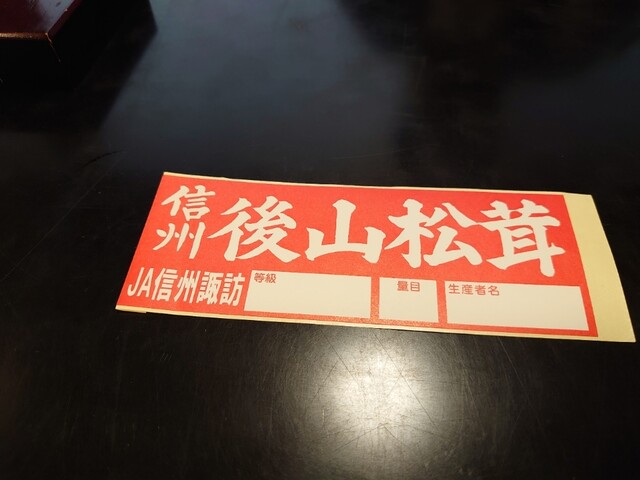 信州
後山松茸
JA信州諏訪
等級
量目
生産者名